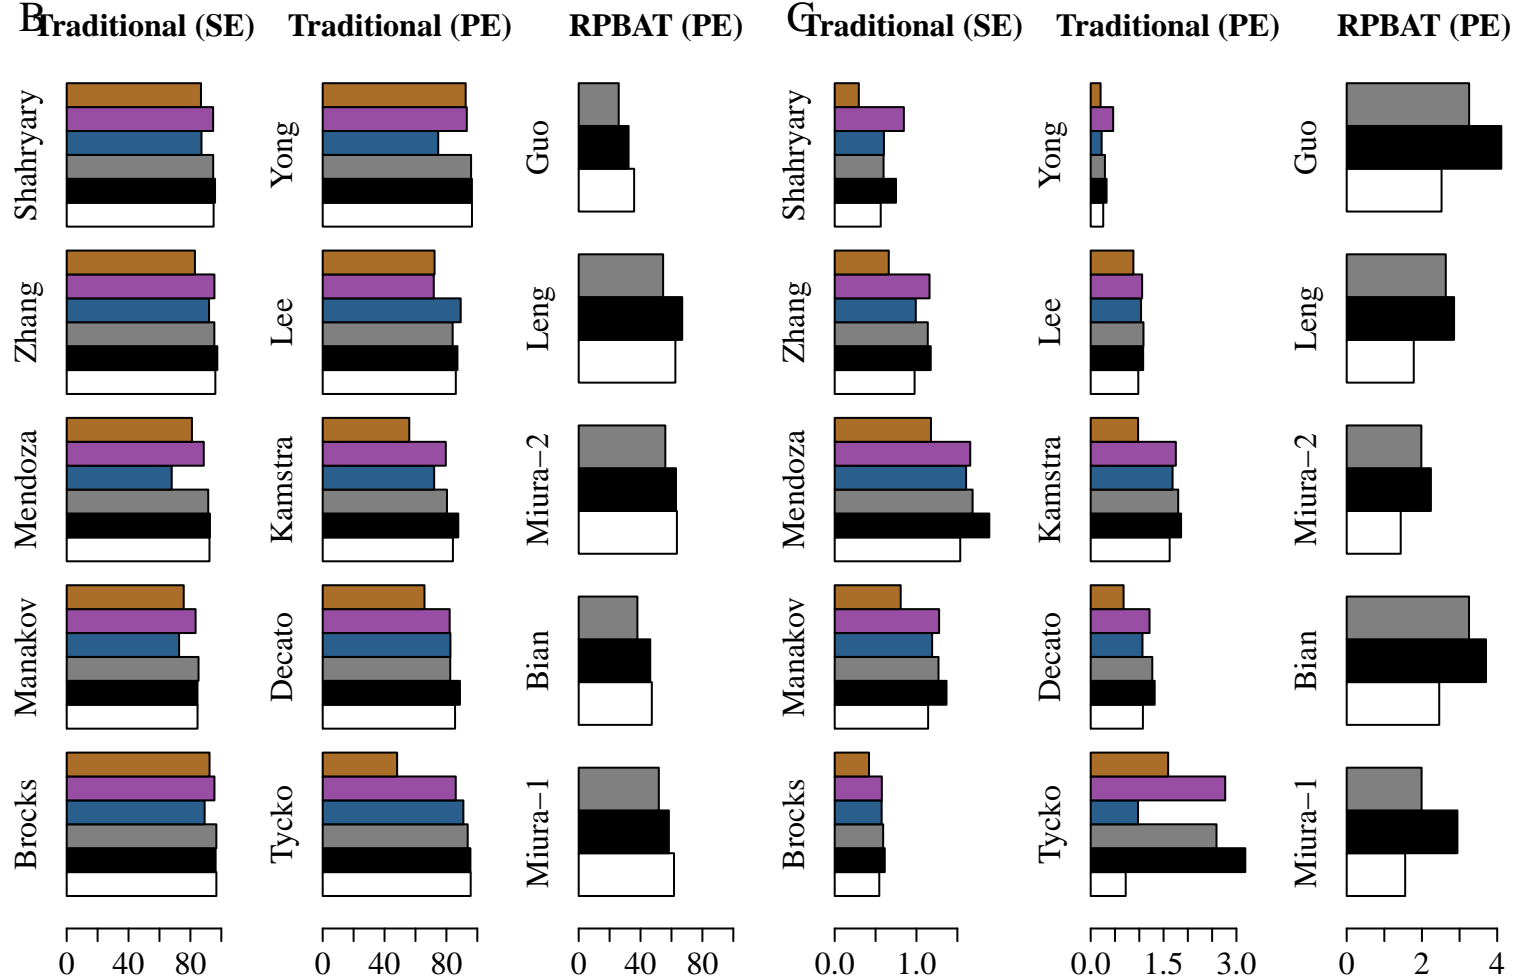 B
Traditional (SE)
Traditional (PE)
RPBAT (PE)
C
Traditional (SE)
Traditional (PE)
RPBAT (PE)
Shahryary
Yong
Guo
Shahryary
Yong
Guo
Zhang
Lee
Leng
Zhang
Lee
Leng
Mendoza
Kamstra
Miura−2
Mendoza
Kamstra
Miura−2
Manakov
Decato
Bian
Manakov
Decato
Bian
Brocks
Tycko
Miura−1
Brocks
Tycko
Miura−1
0 40 80
0 40 80
0 40 80
0.0 1.0
0.0 1.5 3.0
0 2 4